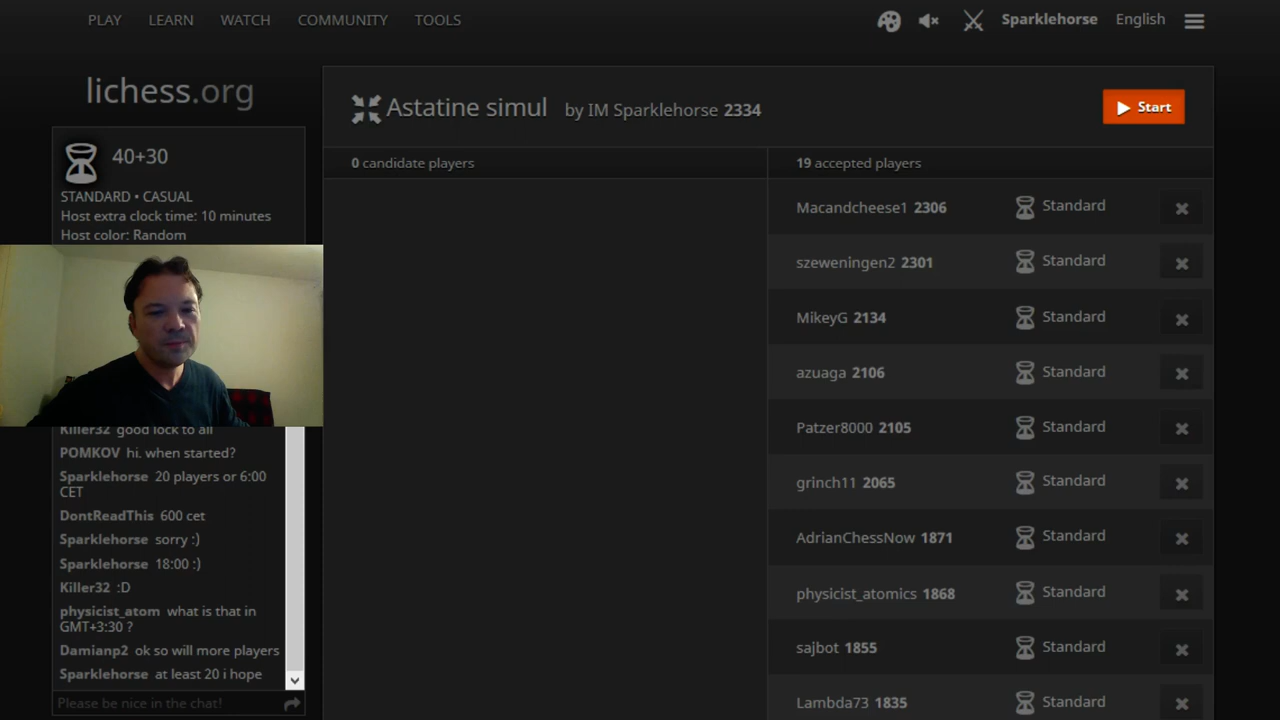 PLAY LEARN WATCH COMMUNITY TOOLS
Sparklehorse English
lichess.org
40+30
STANDARD • CASUAL
Host extra clock time: 10 minutes
Host color: Random
Killer32 good lock to all
POMKOV hi. when started?
Sparklehorse 20 players or 6:00
CET
DontReadThis 600 cet
Sparklehorse sorry :)
Sparklehorse 18:00 :)
Killer32 :D
physicist_atom what is that in
GMT+3:30 ?
Damianp2 ok so will more players
Sparklehorse at least 20 i hope
Please be nice in the chat!
Astatine simul by IM Sparklehorse 2334
Start
0 candidate players
19 accepted players
Macandcheese1 2306 Standard
szeweningen2 2301 Standard
MikeyG 2134 Standard
azuaga 2106 Standard
Patzer8000 2105 Standard
grinch11 2065 Standard
AdrianChessNow 1871 Standard
physicist_atomics 1868 Standard
sajbot 1855 Standard
Lambda73 1835 Standard